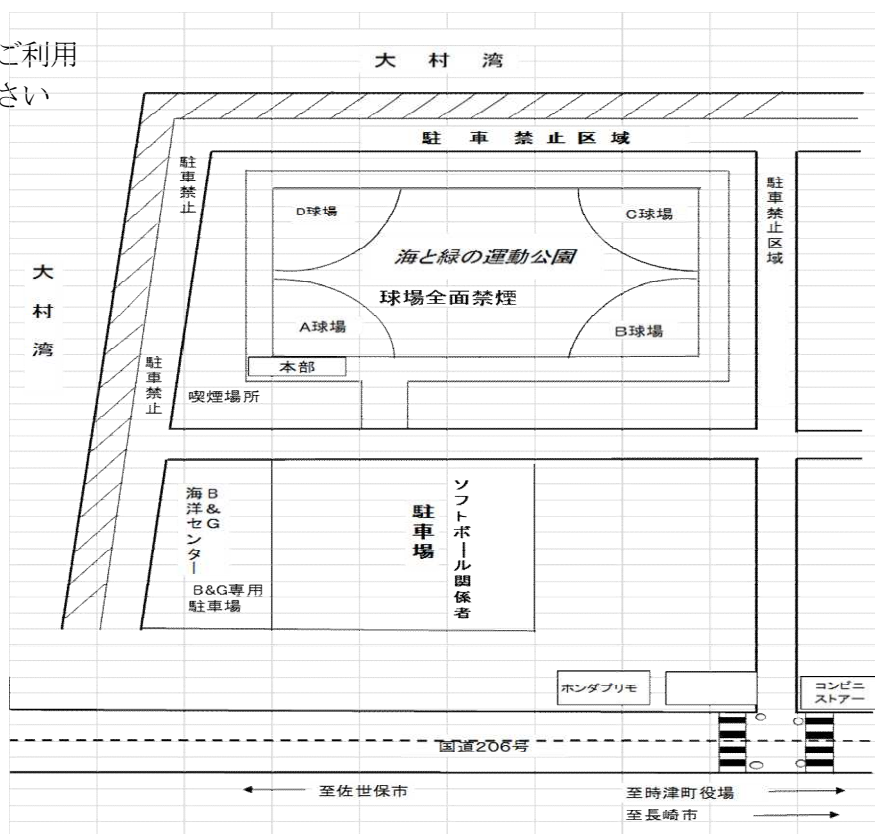 ご利用
さい
大村湾
駐車禁止区域
駐車禁止
駐車禁止区域
D球場
C球場
海と緑の運動公園
球場全面禁煙
大村湾
A球場
B球場
本部
駐車禁止
喫煙場所
B&G
海洋センター
B&G専用
駐車場
ソフトボール関係者
駐車場
ホンダプリモ
コンビニ
ストアー
国道206号
至佐世保市
至時津町役場
至長崎市